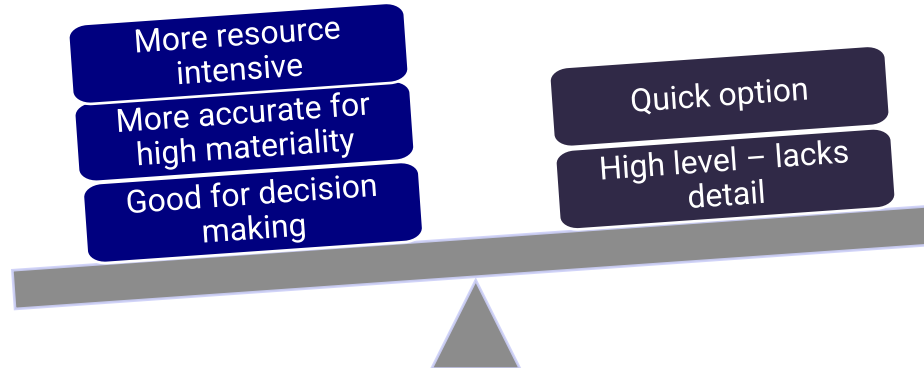 More resource
intensive
More accurate for
high materiality
Good for decision
making
Quick option
High level – lacks
detail